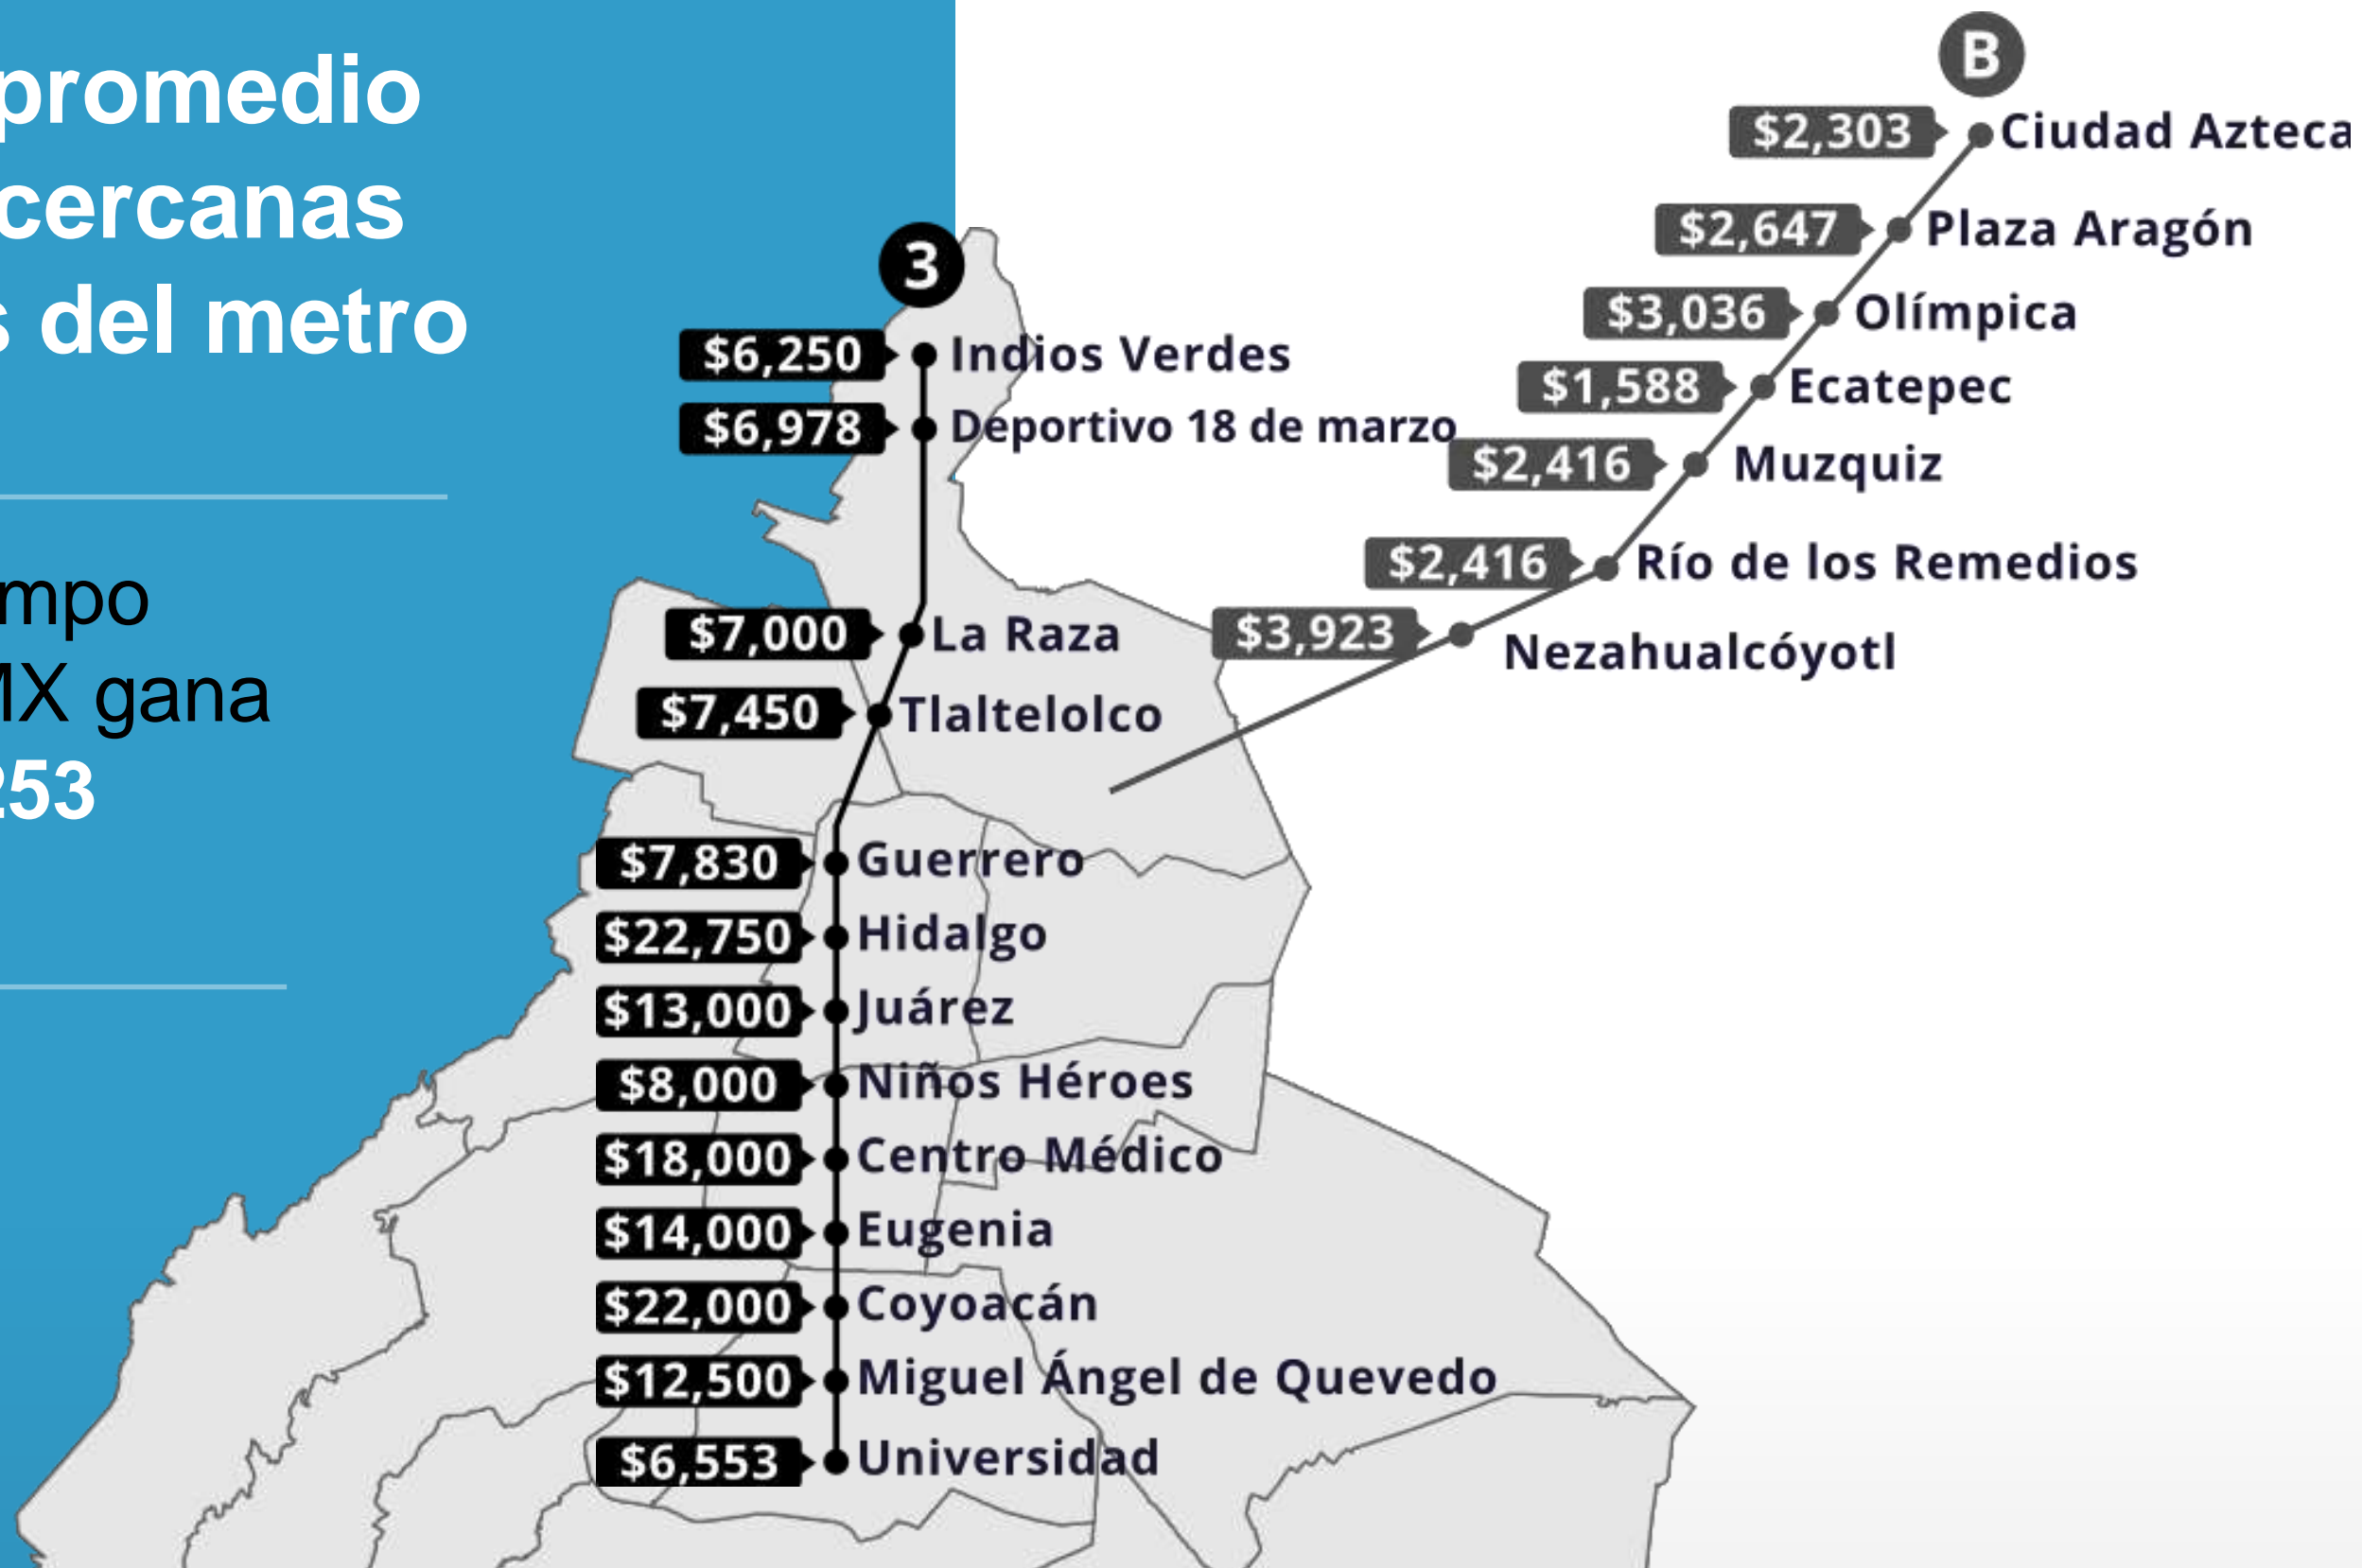 promedio
cercanas
s del metro
mpo
MX gana
253
3
$6,250 Indios Verdes
$6,978 Deportivo 18 de marzo
$7,000 La Raza
$7,450 Tlaltelolco
$7,830 Guerrero
$22,750 Hidalgo
$13,000 Juárez
$8,000 Niños Héroes
$18,000 Centro Médico
$14,000 Eugenia
$22,000 Coyoacán
$12,500 Miguel Ángel de Quevedo
$6,553 Universidad
B
$2,303 Ciudad Azteca
$2,647 Plaza Aragón
$3,036 Olímpica
$1,588 Ecatepec
$2,416 Muzquiz
$2,416 Río de los Remedios
$3,923 Nezahualcóyotl